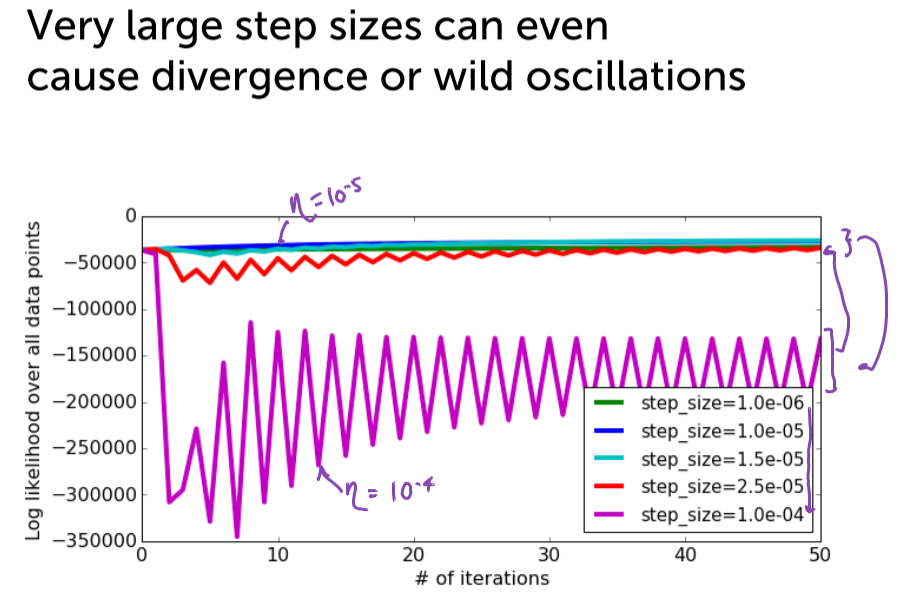 Very large step sizes can even
cause divergence or wild oscillations
η=10⁻⁵
Log likelihood over all data points
0
−50000
−100000
−150000
−200000
−250000
−300000
−350000
η= 10⁻⁴
step_size=1.0e-06
step_size=1.0e-05
step_size=1.5e-05
step_size=2.5e-05
step_size=1.0e-04
0 10 20 30 40 50
# of iterations